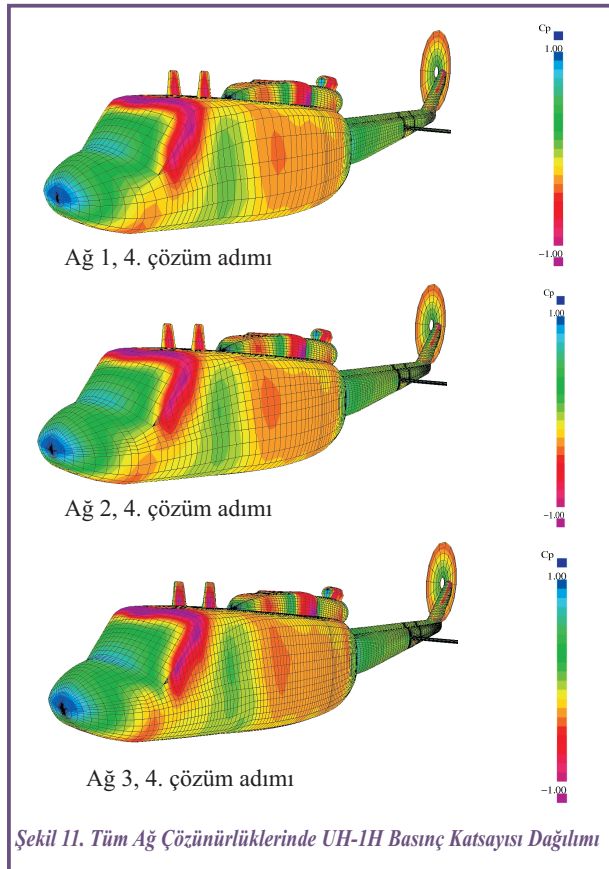 Cp
1.00
−1.00
Ağ 1, 4. çözüm adımı
Cp
1.00
−1.00
Ağ 2, 4. çözüm adımı
Cp
1.00
−1.00
Ağ 3, 4. çözüm adımı
Şekil 11. Tüm Ağ Çözünürlüklerinde UH-1H Basınç Katsayısı Dağılımı